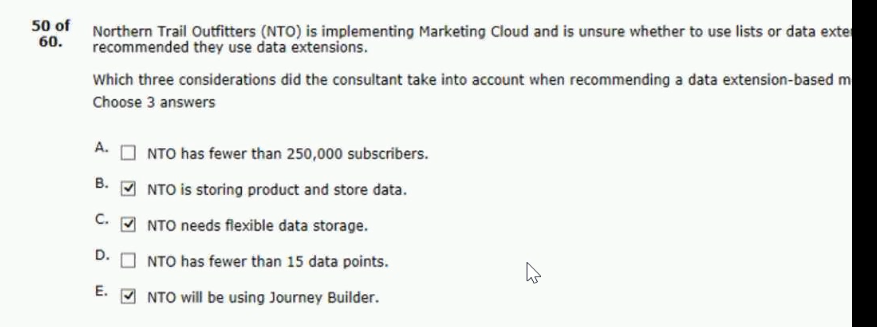 50 of
60.
Northern Trail Outfitters (NTO) is implementing Marketing Cloud and is unsure whether to use lists or data
recommended they use data extensions.
Which three considerations did the consultant take into account when recommending a data extension-based
Choose 3 answers
A. NTO has fewer than 250,000 subscribers.
B. NTO is storing product and store data.
C. NTO needs flexible data storage.
D. NTO has fewer than 15 data points.
E. NTO will be using Journey Builder.